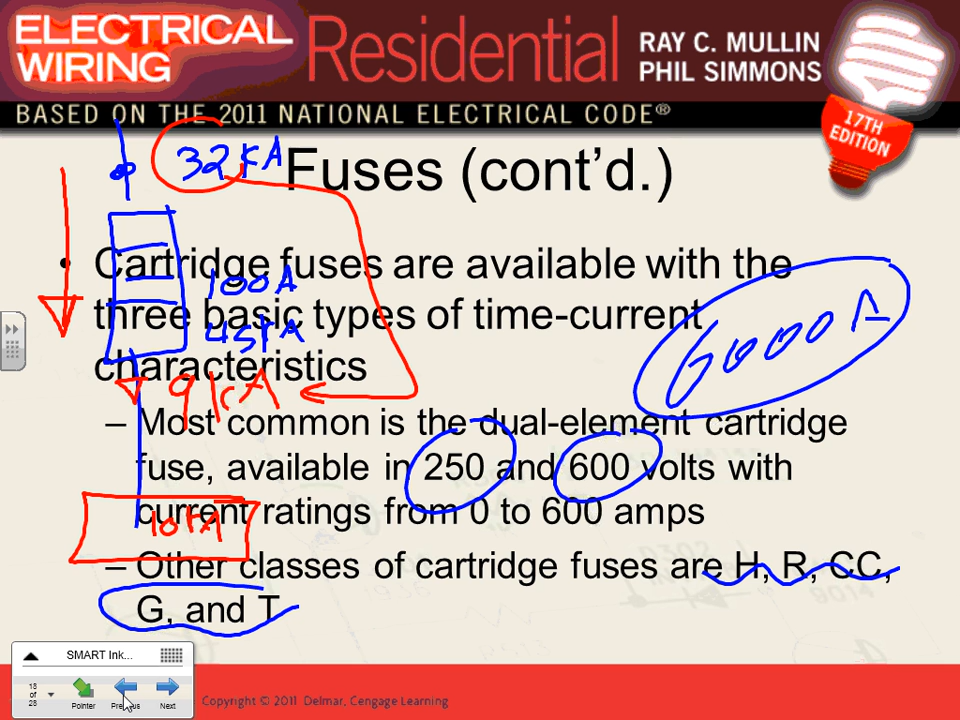 ELECTRICAL WIRING Residential RAY C. MULLIN
PHIL SIMMONS
BASED ON THE 2011 NATIONAL ELECTRICAL CODE®
17TH EDITION
32 kA
Fuses (cont’d.)
• Cartridge fuses are available with the
100A
three basic types of time-current
45kA
6000 A
characteristics
9kA
– Most common is the dual-element cartridge
fuse, available in 250 and 600 volts with
current ratings from 0 to 600 amps
10kA
– Other classes of cartridge fuses are H, R, CC,
G, and T
SMART Ink...
18 of 28
Pointer Previous Next
Copyright © 2011 Delmar, Cengage Learning